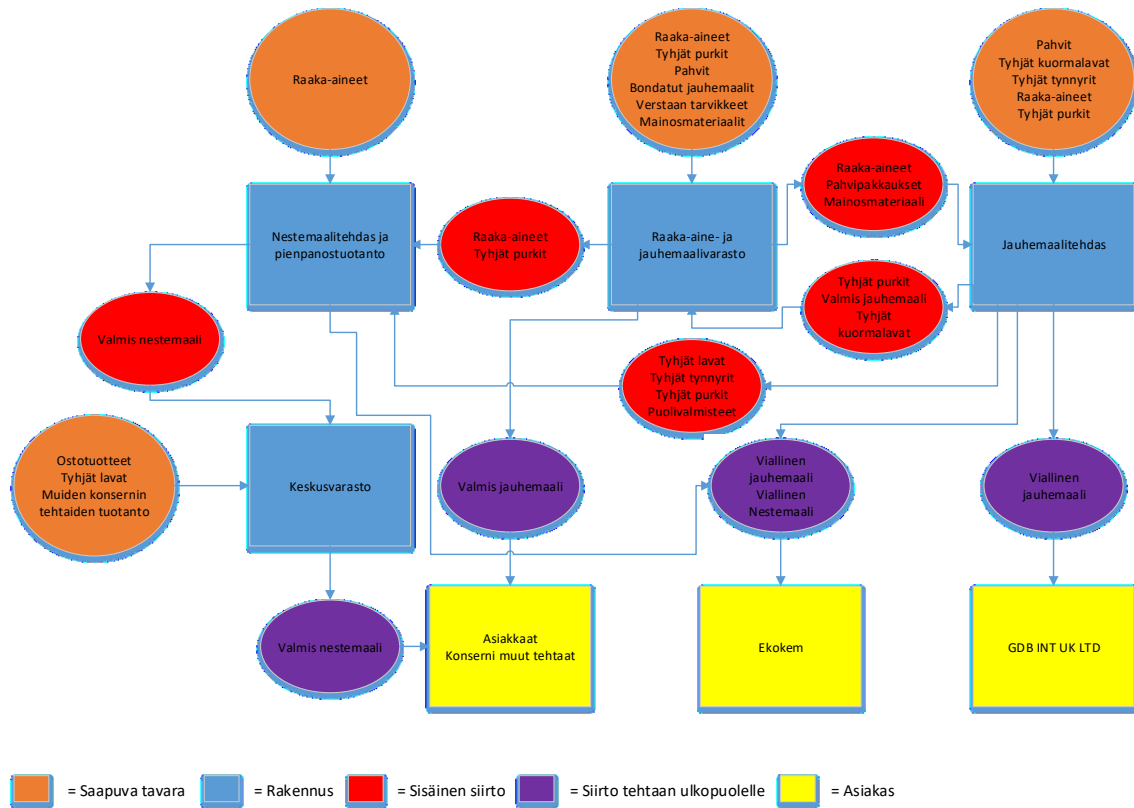 Raaka-aineet
Raaka-aineet
Tyhjät purkit
Pahvit
Bondatut jauhemaalit
Verstaan tarvikkeet
Mainosmateriaalit
Pahvit
Tyhjät kuormalavat
Tyhjät tynnyrit
Raaka-aineet
Tyhjät purkit
Nestemaalitehdas ja
pienpanostuotanto
Raaka-aineet
Tyhjät purkit
Raaka-aine- ja
jauhemaalivarasto
Raaka-aineet
Pahvipakkaukset
Mainosmateriaali
Jauhemaalitehdas
Tyhjät purkit
Valmis jauhemaali
Tyhjät
kuormalavat
Valmis nestemaali
Tyhjät lavat
Tyhjät tynnyrit
Tyhjät purkit
Puolivalmisteet
Ostotuotteet
Tyhjät lavat
Muiden konsernin
tehtaiden tuotanto
Keskusvarasto
Valmis jauhemaali
Viallinen
jauhemaali
Viallinen
Nestemaali
Viallinen
jauhemaali
Valmis nestemaali
Asiakkaat
Konserni muut tehtaat
Ekokem
GDB INT UK LTD
= Saapuva tavara
= Rakennus
= Sisäinen siirto
= Siirto tehtaan ulkopuolelle
= Asiakas